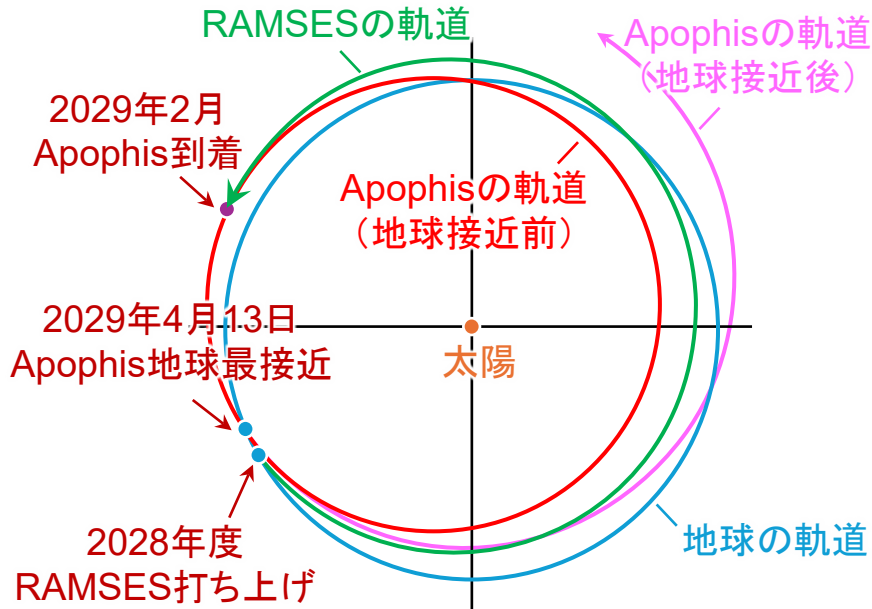 RAMSESの軌道
Apophisの軌道
（地球接近後）
2029年2月
Apophis到着
Apophisの軌道
（地球接近前）
2029年4月13日
Apophis地球最接近
太陽
2028年度
RAMSES打ち上げ
地球の軌道